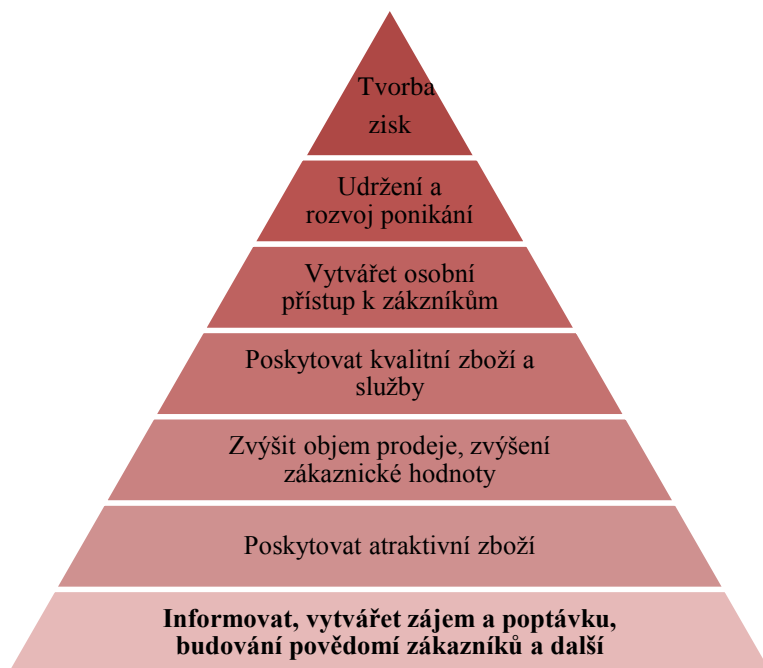 Tvorba
zisk
Udržení a
rozvoj ponikání
Vytvářet osobní
přístup k zákzníkům
Poskytovat kvalitní zboží a
služby
Zvýšit objem prodeje, zvýšení
zákaznické hodnoty
Poskytovat atraktivní zboží
Informovat, vytvářet zájem a poptávku,
budování povědomí zákazníků a další